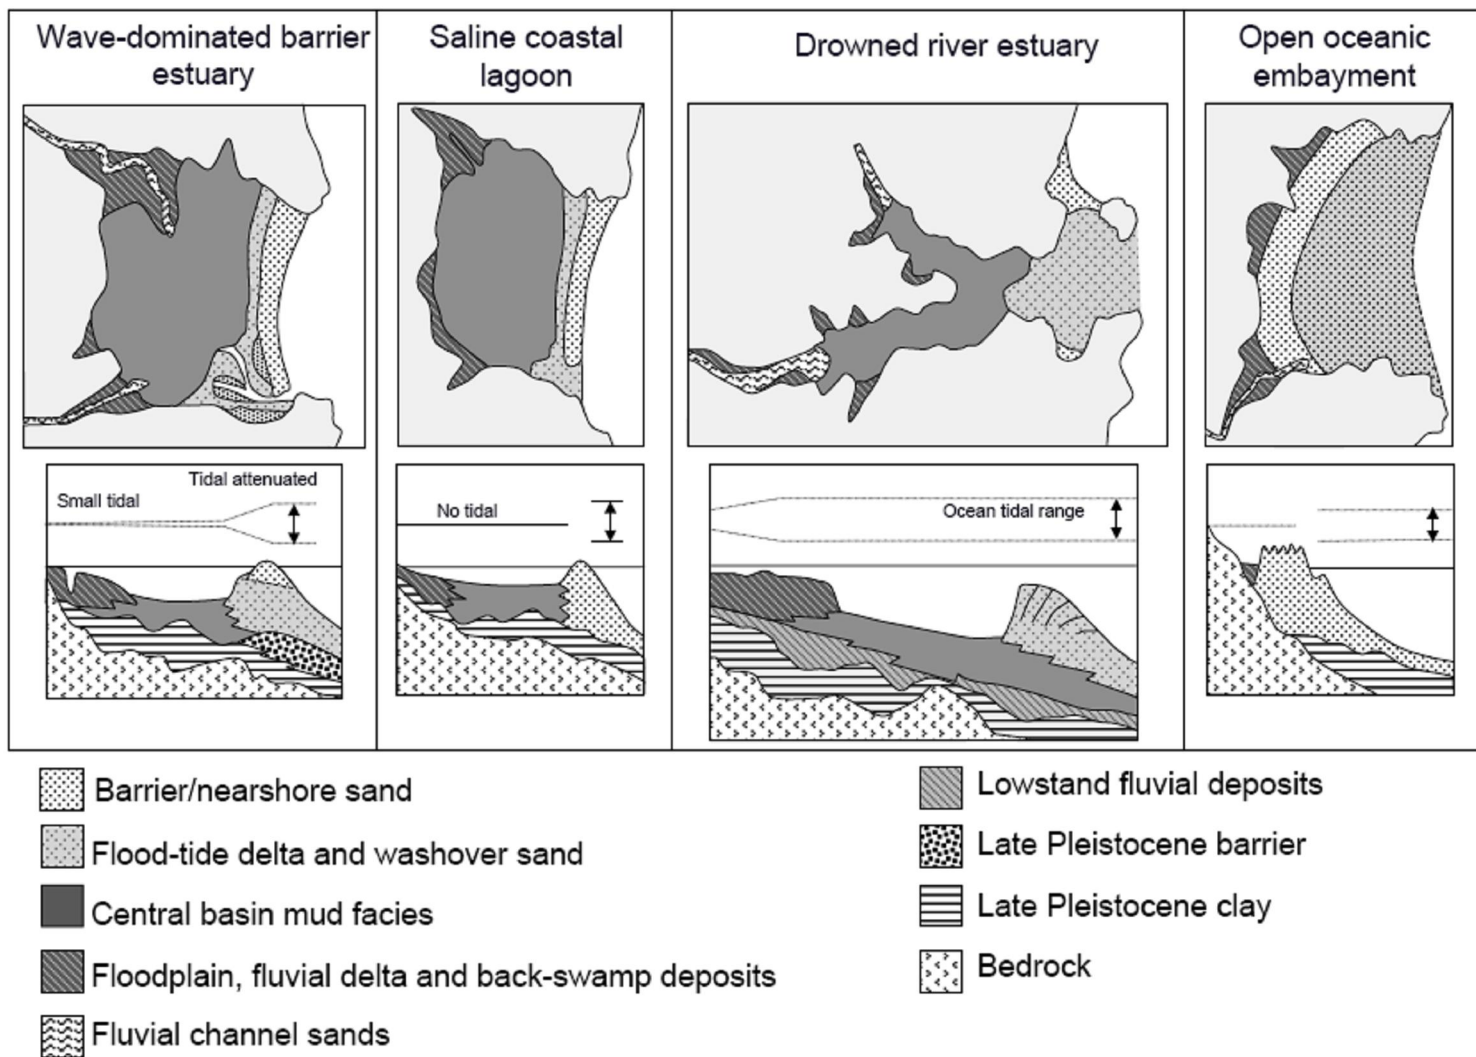 Wave-dominated barrier
estuary
Saline coastal
lagoon
Drowned river estuary
Open oceanic
embayment
Tidal attenuated
Small tidal
No tidal
Ocean tidal range
Barrier/nearshore sand
Flood-tide delta and washover sand
Central basin mud facies
Floodplain, fluvial delta and back-swamp deposits
Fluvial channel sands
Lowstand fluvial deposits
Late Pleistocene barrier
Late Pleistocene clay
Bedrock